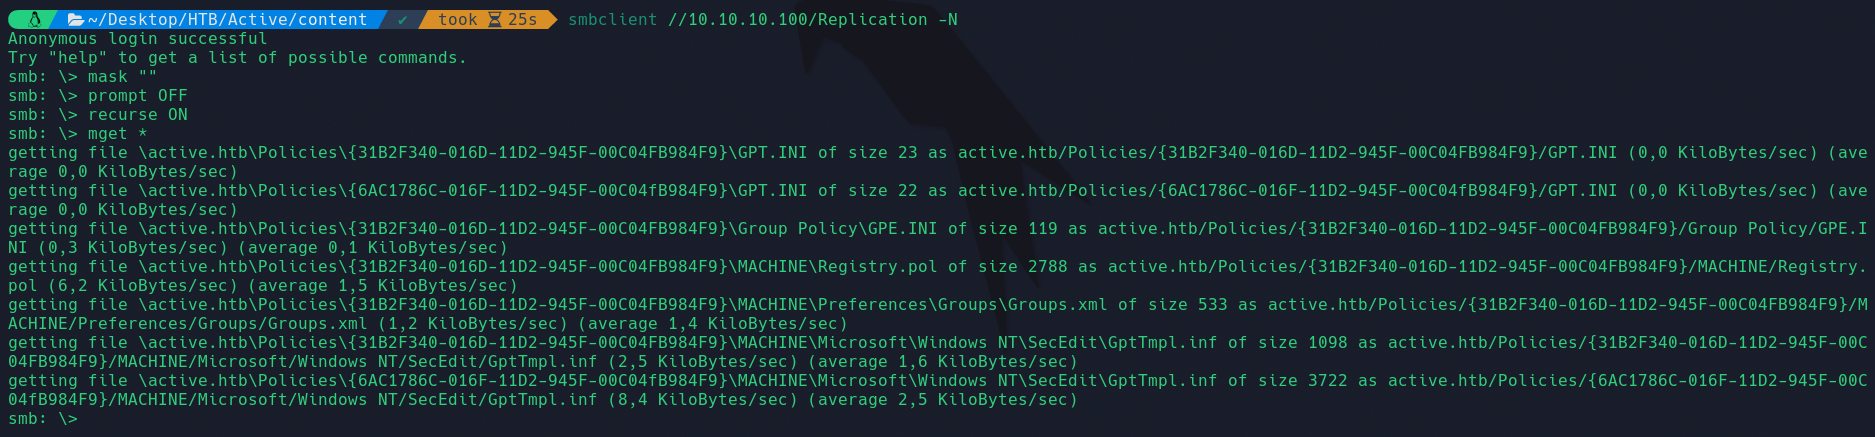 ~/Desktop/HTB/Active/content ✔ took 25s smbclient //10.10.10.100/Replication -N
Anonymous login successful
Try "help" to get a list of possible commands.
smb: \> mask ""
smb: \> prompt OFF
smb: \> recurse ON
smb: \> mget *
getting file \active.htb\Policies\{31B2F340-016D-11D2-945F-00C04FB984F9}\GPT.INI of size 23 as active.htb/Policies/{31B2F340-016D-11D2-945F-00C04FB984F9}/GPT.INI (0,0 KiloBytes/sec) (ave
rage 0,0 KiloBytes/sec)
getting file \active.htb\Policies\{6AC1786C-016F-11D2-945F-00C04fB984F9}\GPT.INI of size 22 as active.htb/Policies/{6AC1786C-016F-11D2-945F-00C04fB984F9}/GPT.INI (0,0 KiloBytes/sec) (ave
rage 0,0 KiloBytes/sec)
getting file \active.htb\Policies\{31B2F340-016D-11D2-945F-00C04FB984F9}\Group Policy\GPE.INI of size 119 as active.htb/Policies/{31B2F340-016D-11D2-945F-00C04FB984F9}/Group Policy/GPE.I
NI (0,3 KiloBytes/sec) (average 0,1 KiloBytes/sec)
getting file \active.htb\Policies\{31B2F340-016D-11D2-945F-00C04FB984F9}\MACHINE\Registry.pol of size 2788 as active.htb/Policies/{31B2F340-016D-11D2-945F-00C04FB984F9}/MACHINE/Registry.
pol (6,2 KiloBytes/sec) (average 1,5 KiloBytes/sec)
getting file \active.htb\Policies\{31B2F340-016D-11D2-945F-00C04FB984F9}\MACHINE\Preferences\Groups\Groups.xml of size 533 as active.htb/Policies/{31B2F340-016D-11D2-945F-00C04FB984F9}/M
ACHINE/Preferences/Groups/Groups.xml (1,2 KiloBytes/sec) (average 1,4 KiloBytes/sec)
getting file \active.htb\Policies\{31B2F340-016D-11D2-945F-00C04FB984F9}\MACHINE\Microsoft\Windows NT\SecEdit\GptTmpl.inf of size 1098 as active.htb/Policies/{31B2F340-016D-11D2-945F-00C
04FB984F9}/MACHINE/Microsoft/Windows NT/SecEdit/GptTmpl.inf (2,5 KiloBytes/sec) (average 1,6 KiloBytes/sec)
getting file \active.htb\Policies\{6AC1786C-016F-11D2-945F-00C04fB984F9}\MACHINE\Microsoft\Windows NT\SecEdit\GptTmpl.inf of size 3722 as active.htb/Policies/{6AC1786C-016F-11D2-945F-00C
04fB984F9}/MACHINE/Microsoft/Windows NT/SecEdit/GptTmpl.inf (8,4 KiloBytes/sec) (average 2,5 KiloBytes/sec)
smb: \>